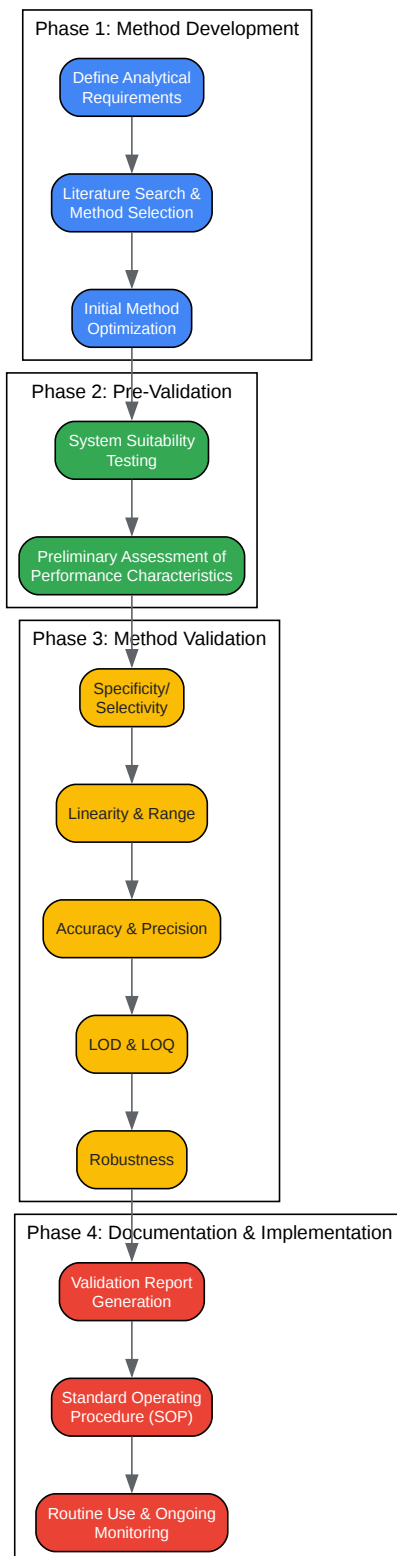 Phase 1: Method Development
Define Analytical
Requirements
Literature Search &
Method Selection
Initial Method
Optimization
Phase 2: Pre-Validation
System Suitability
Testing
Preliminary Assessment of
Performance Characteristics
Phase 3: Method Validation
Specificity/
Selectivity
Linearity & Range
Accuracy & Precision
LOD & LOQ
Robustness
Phase 4: Documentation & Implementation
Validation Report
Generation
Standard Operating
Procedure (SOP)
Routine Use & Ongoing
Monitoring